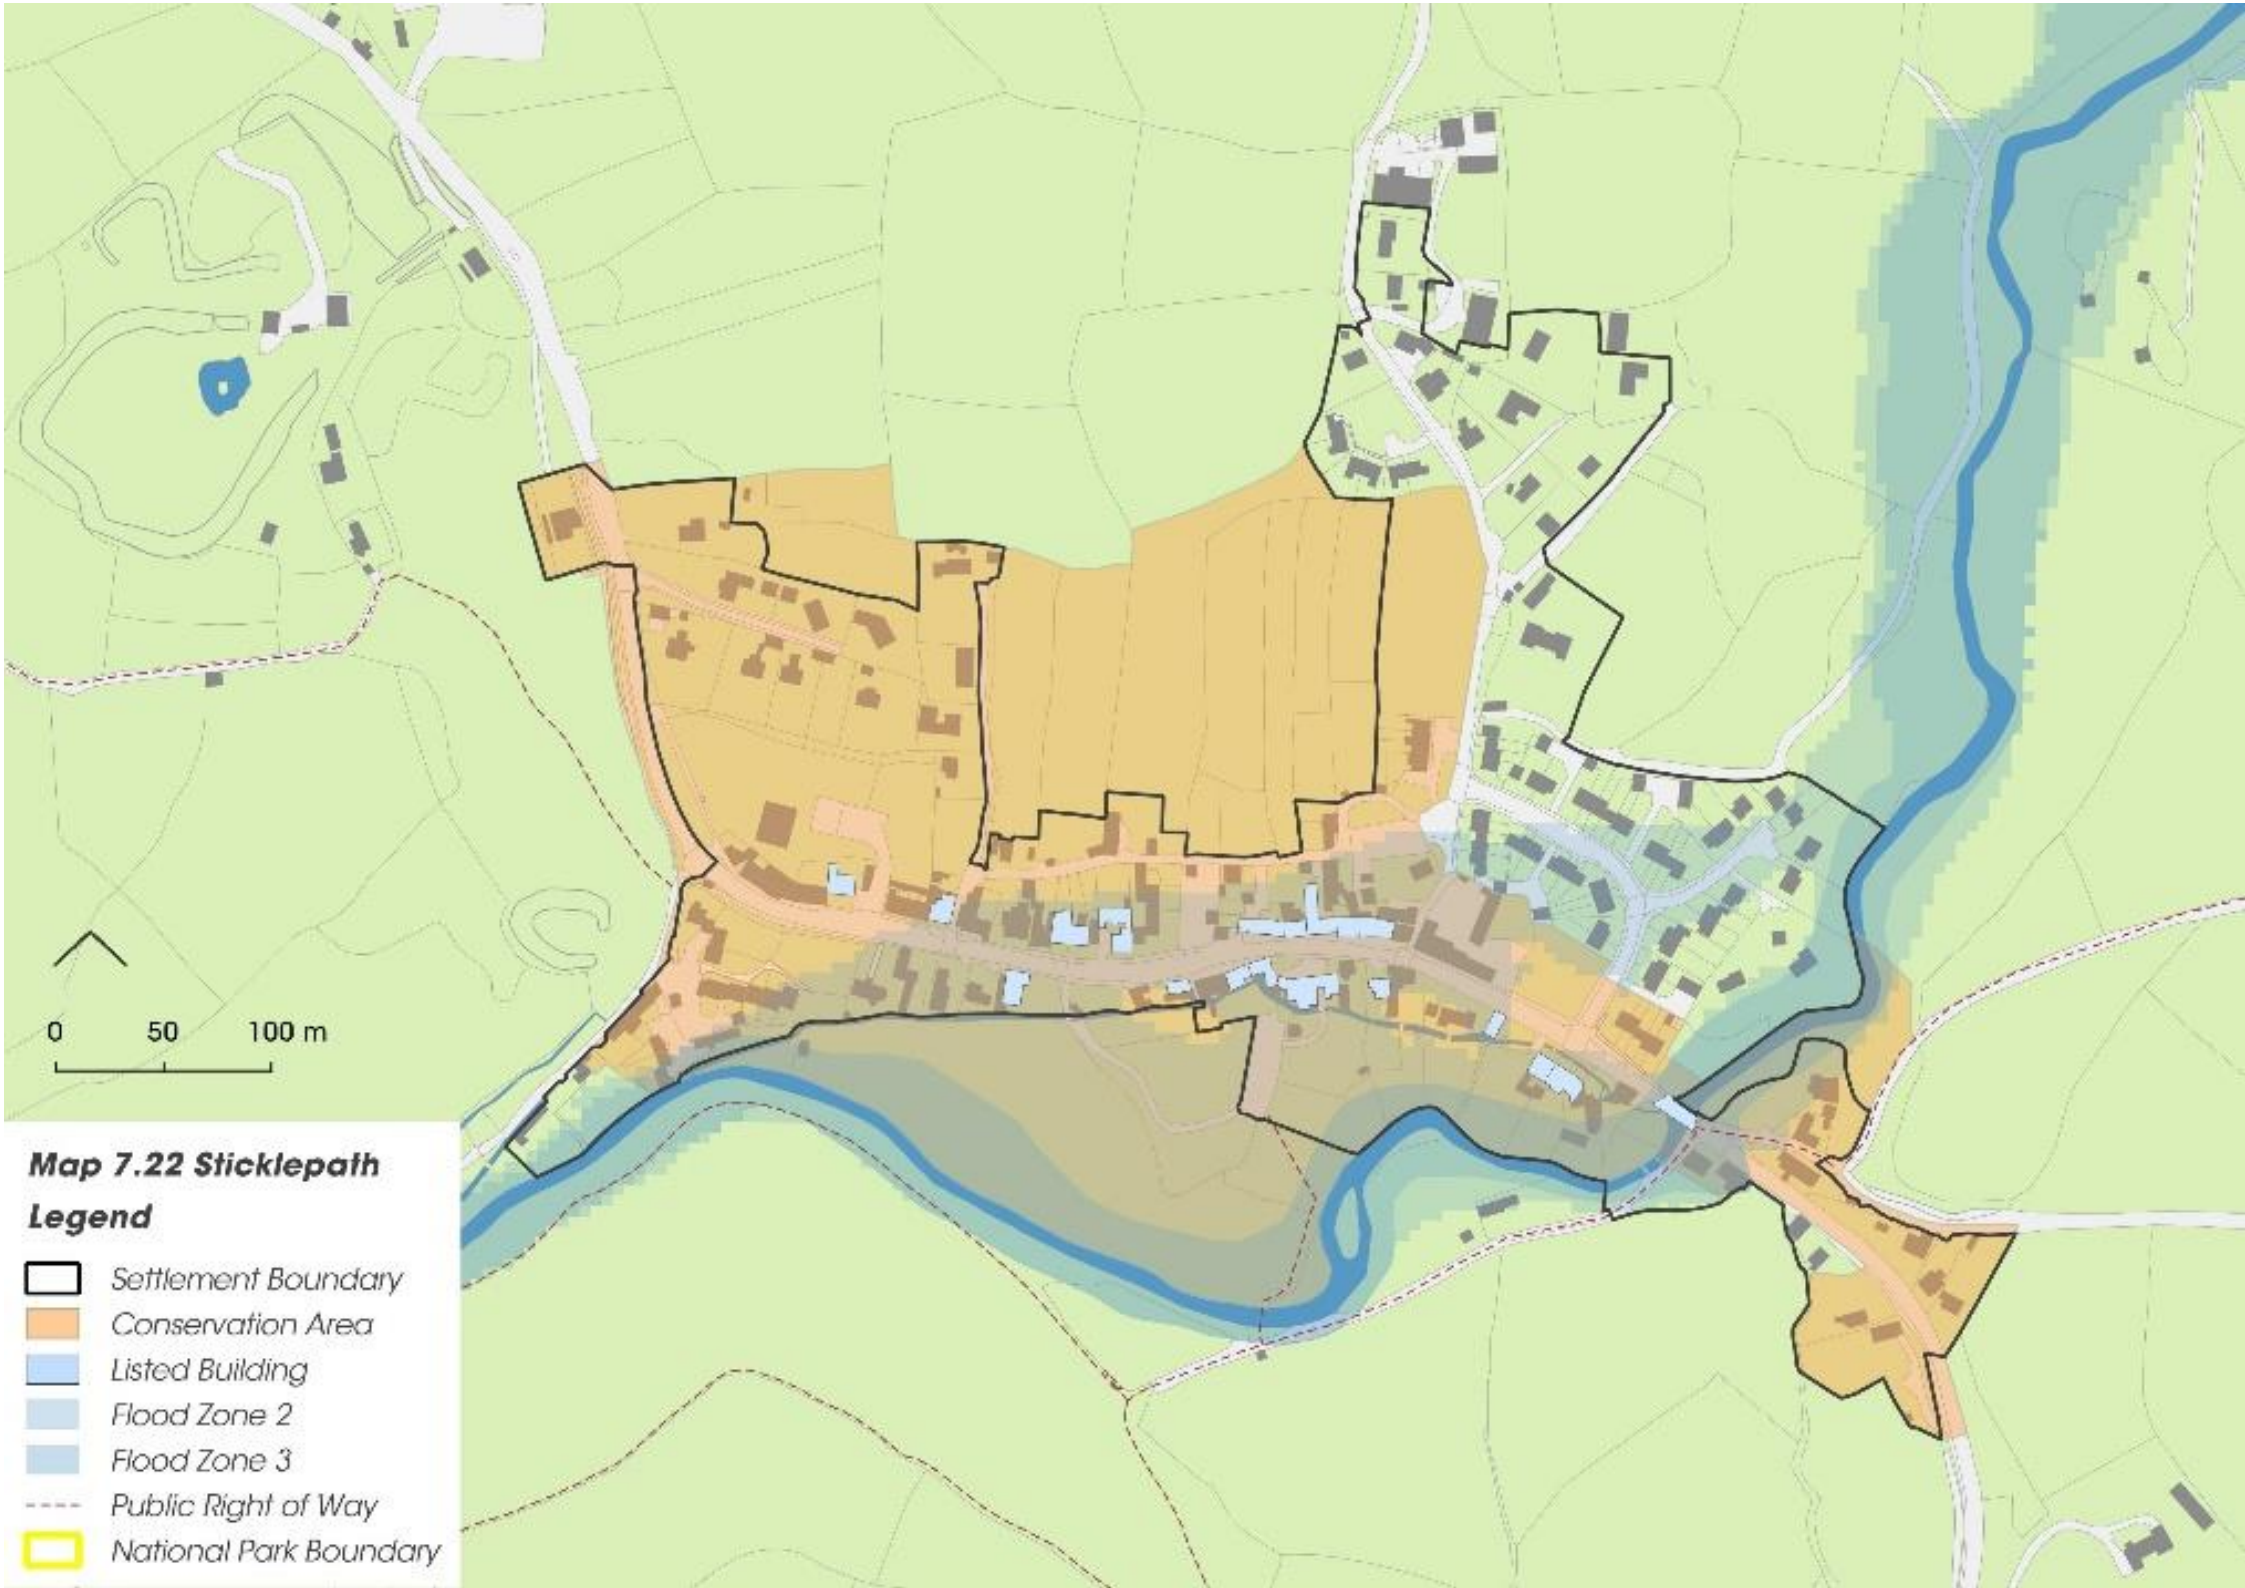 0 50 100 m
Map 7.22 Sticklepath
Legend
Settlement Boundary
Conservation Area
Listed Building
Flood Zone 2
Flood Zone 3
Public Right of Way
National Park Boundary